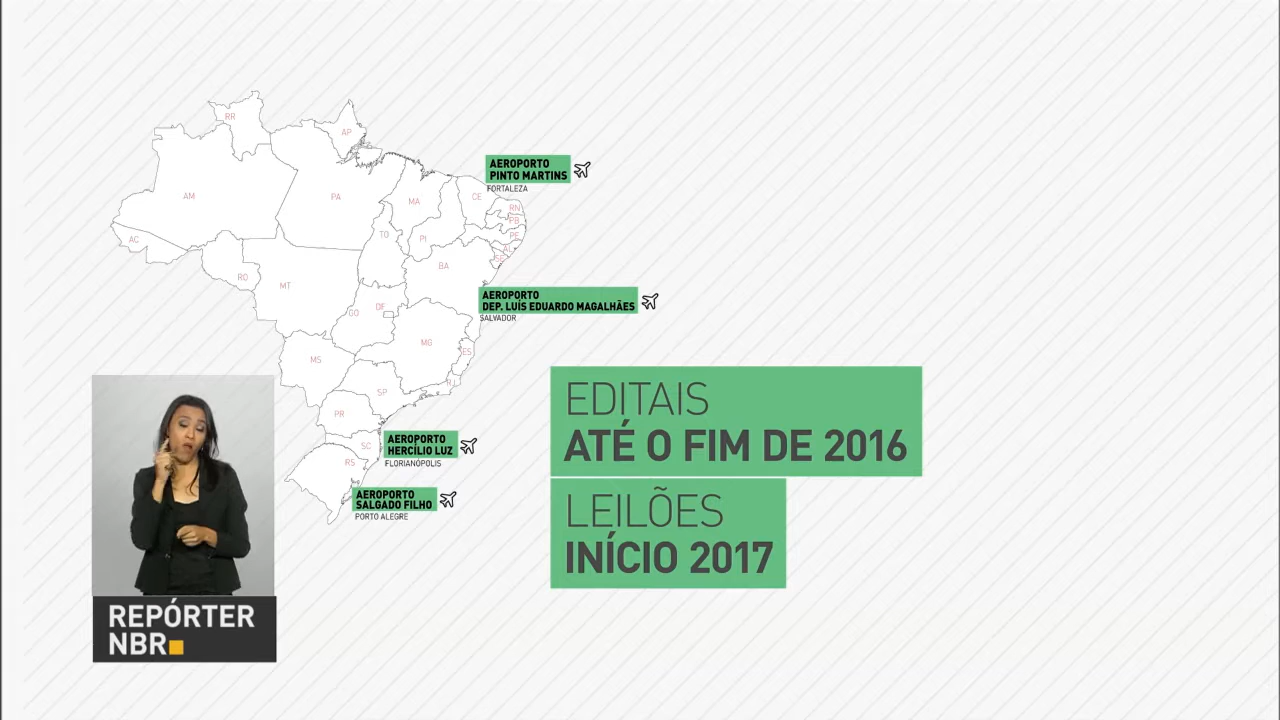 RR
AP
AEROPORTO
PINTO MARTINS
FORTALEZA
AM
PA
MA
CE
RN
PB
PE
AL
SE
AC
TO
PI
BA
RO
MT
AEROPORTO
DEP. LUÍS EDUARDO MAGALHÃES
SALVADOR
GO
DF
MG
ES
MS
SP
RJ
PR
SC
AEROPORTO
HERCÍLIO LUZ
FLORIANÓPOLIS
RS
AEROPORTO
SALGADO FILHO
PORTO ALEGRE
EDITAIS
ATÉ O FIM DE 2016
LEILÕES
INÍCIO 2017
REPÓRTER
NBR